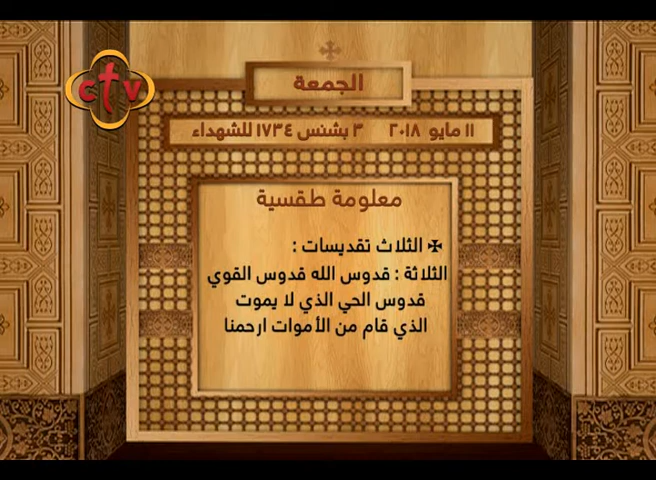 ctv
الجمعة
١١ مايو ٢٠١٨ ٣ بشنس ١٧٣٤ للشهداء
معلومة طقسية
✠ الثلاث تقديسات :
الثلاثة : قدوس الله قدوس القوي
قدوس الحي الذي لا يموت
الذي قام من الأموات ارحمنا